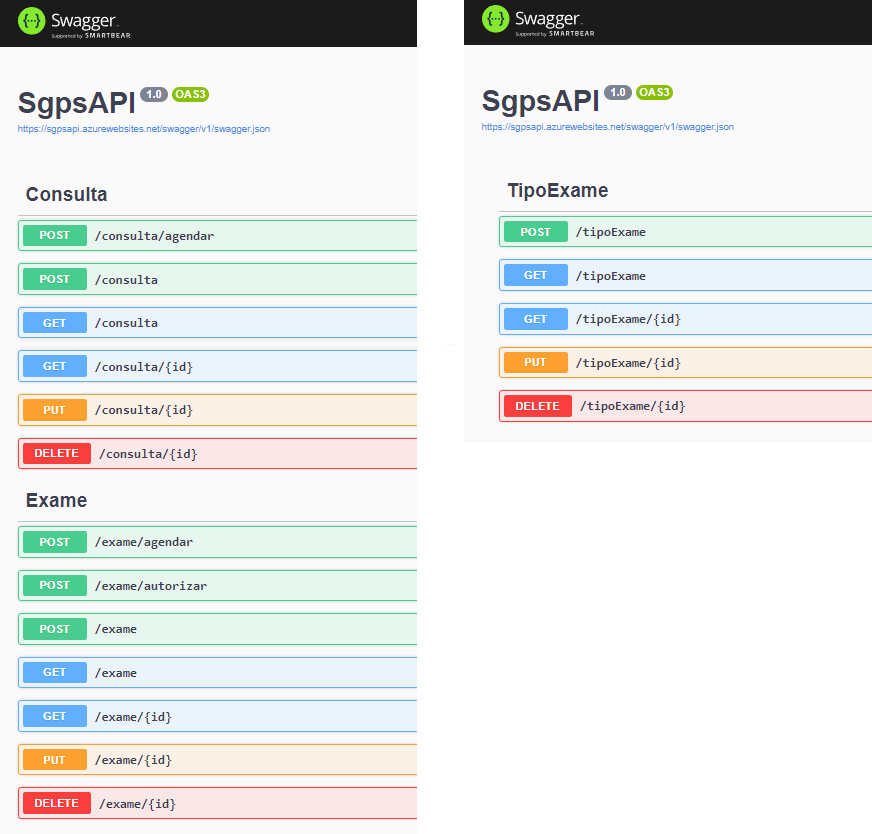 Swagger
Supported by SMARTBEAR
SgpsAPI 1.0 OAS3
https://sgpsapi.azurewebsites.net/swagger/v1/swagger.json
Consulta
POST /consulta/agendar
POST /consulta
GET /consulta
GET /consulta/{id}
PUT /consulta/{id}
DELETE /consulta/{id}
Exame
POST /exame/agendar
POST /exame/autorizar
POST /exame
GET /exame
GET /exame/{id}
PUT /exame/{id}
DELETE /exame/{id}
Swagger
Supported by SMARTBEAR
SgpsAPI 1.0 OAS3
https://sgpsapi.azurewebsites.net/swagger/v1/swagger.json
TipoExame
POST /tipoExame
GET /tipoExame
GET /tipoExame/{id}
PUT /tipoExame/{id}
DELETE /tipoExame/{id}